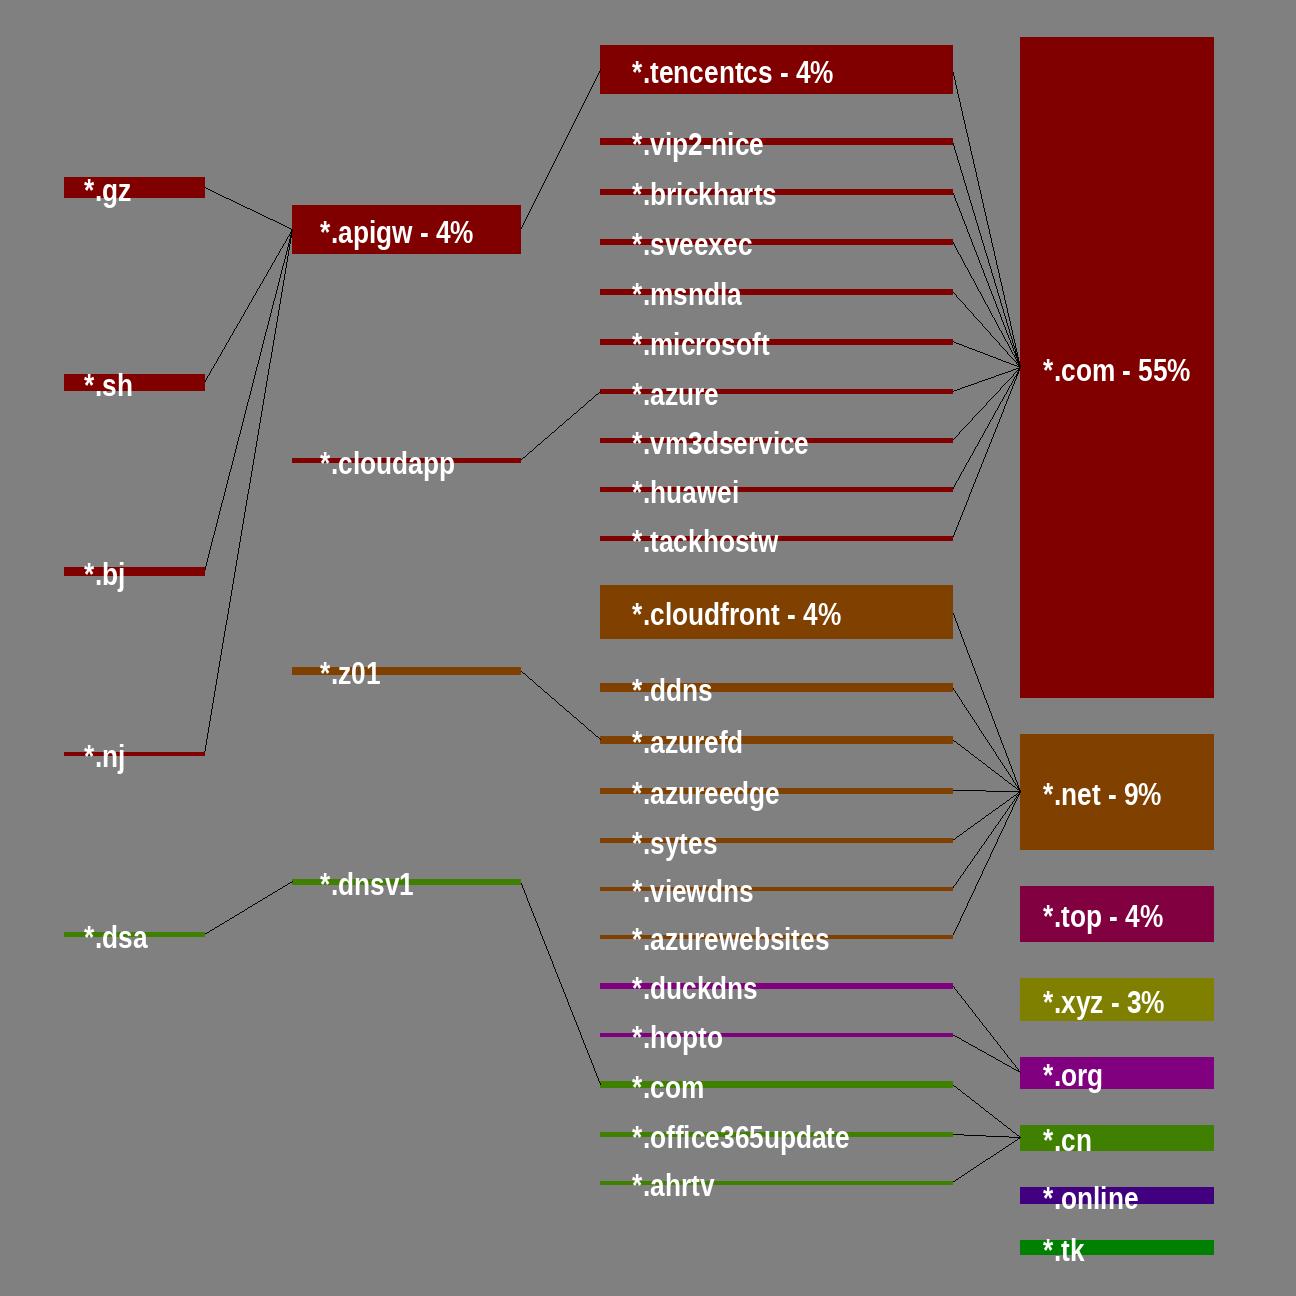 *.gz
*.sh
*.bj
*.nj
*.dsa
*.apigw - 4%
*.cloudapp
*.z01
*.dnsv1
*.tencentcs - 4%
*.vip2-nice
*.brickharts
*.sveexec
*.msndla
*.microsoft
*.azure
*.vm3dservice
*.huawei
*.tackhostw
*.cloudfront - 4%
*.ddns
*.azurefd
*.azureedge
*.sytes
*.viewdns
*.azurewebsites
*.duckdns
*.hopto
*.com
*.office365update
*.ahrtv
*.com - 55%
*.net - 9%
*.top - 4%
*.xyz - 3%
*.org
*.cn
*.online
*.tk